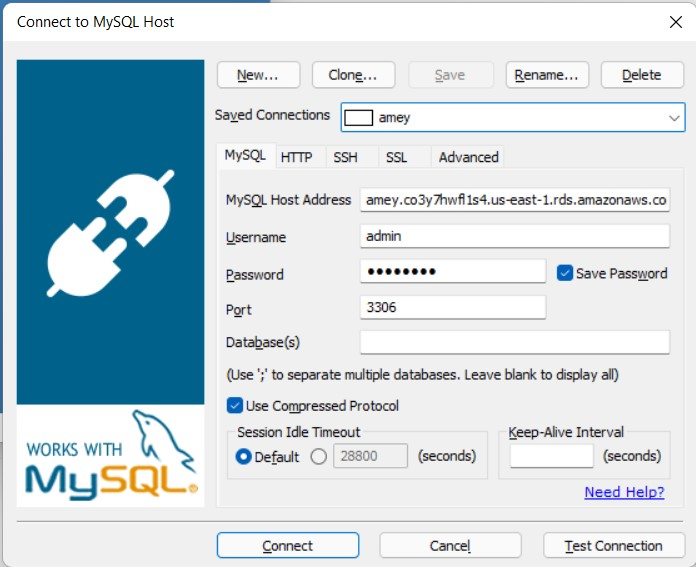 Connect to MySQL Host
New... Clone... Save Rename... Delete
Saved Connections amey
MySQL HTTP SSH SSL Advanced
MySQL Host Address amey.co3y7hwfl1s4.us-east-1.rds.amazonaws.co
Username admin
Password ●●●●●●●● Save Password
Port 3306
Database(s)
(Use ';' to separate multiple databases. Leave blank to display all)
Use Compressed Protocol
Session Idle Timeout Keep-Alive Interval
Default 28800 (seconds) (seconds)
WORKS WITH
MySQL®
Need Help?
Connect Cancel Test Connection